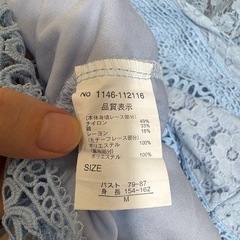 No 1146-112116
品質表示
(本体身頃レース部分)
ナイロン 49%
綿 33%
レーヨン 18%
(モチーフレース部分)
ポリエステル 100%
(無地部分)
ポリエステル 100%
SIZE
バスト 79-87
身長 154-162
M